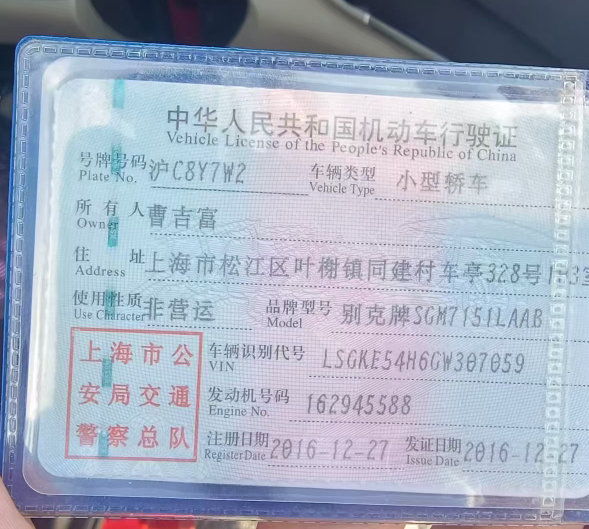 中华人民共和国机动车行驶证
Vehicle License of the People's Republic of China
号牌号码 沪C8Y7W2 车辆类型 小型轿车
Plate No. Vehicle Type
所有人 曹吉富
Owner
住址 上海市松江区叶榭镇同建村车亭328号
Address
使用性质 非营运 品牌型号 别克牌SGM7151LAAB
Use Character Model
上海市公
安局交通
警察总队
车辆识别代号 LSGKE54H6GW307059
VIN
发动机号码 162945588
Engine No.
注册日期 2016-12-27 发证日期 2016-12-27
Register Date Issue Date